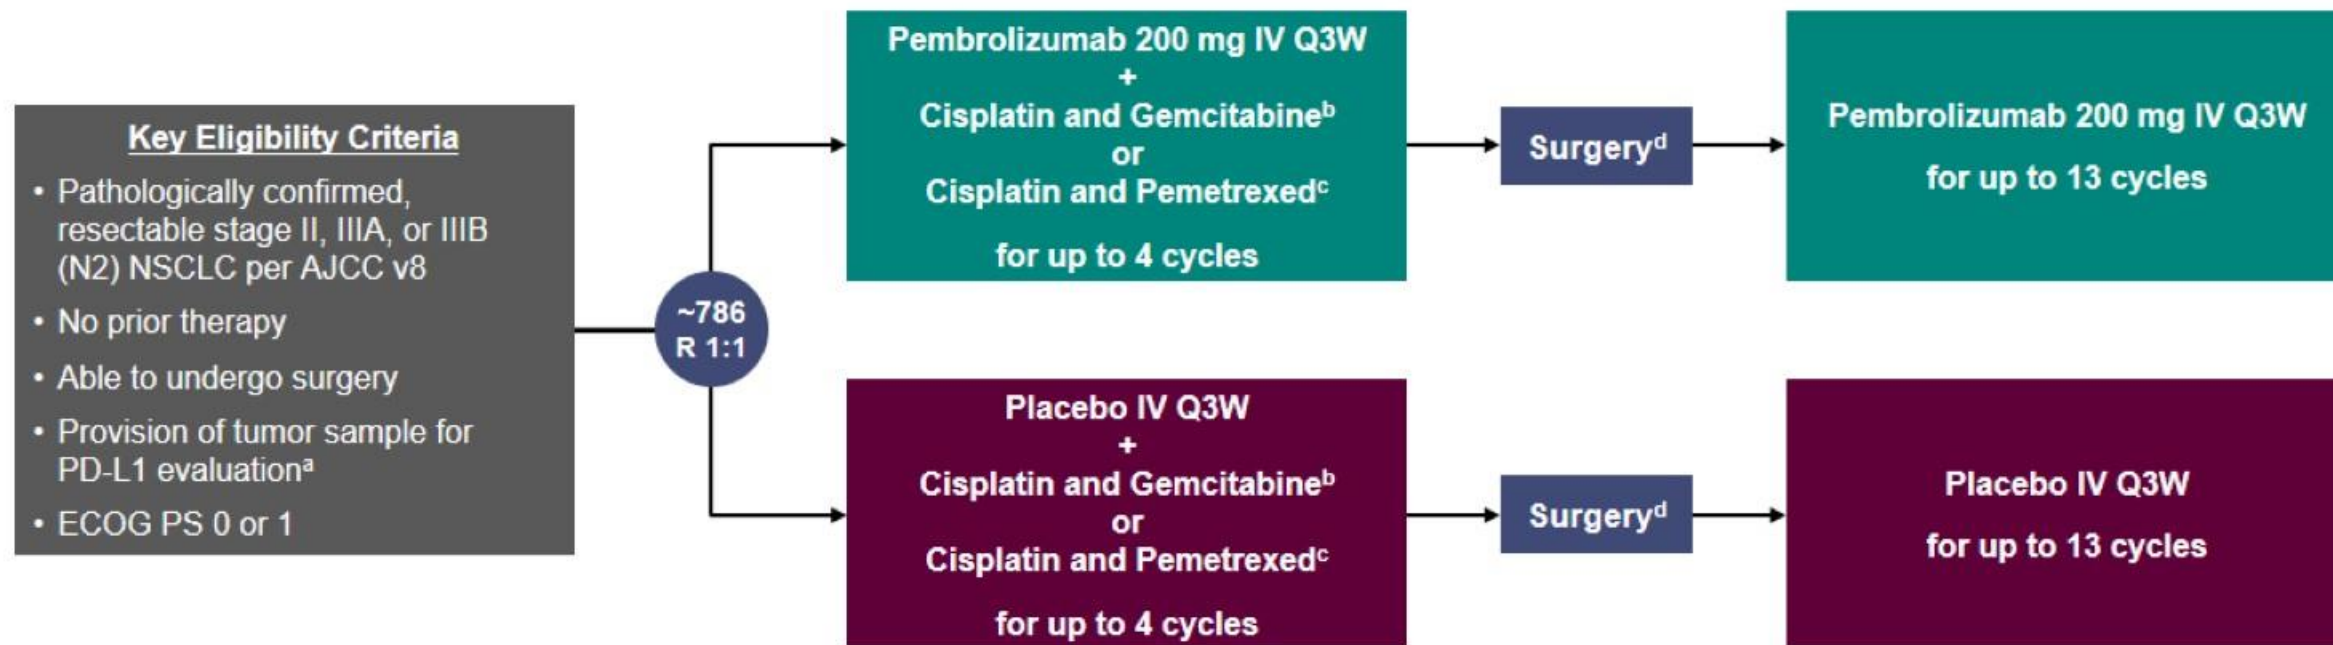 Key Eligibility Criteria
• Pathologically confirmed,
resectable stage II, IIIA, or IIIB
(N2) NSCLC per AJCC v8
• No prior therapy
• Able to undergo surgery
• Provision of tumor sample for
PD-L1 evaluationᵃ
• ECOG PS 0 or 1
~786
R 1:1
Pembrolizumab 200 mg IV Q3W
+
Cisplatin and Gemcitabineᵇ
or
Cisplatin and Pemetrexedᶜ
for up to 4 cycles
Surgeryᵈ
Pembrolizumab 200 mg IV Q3W
for up to 13 cycles
Placebo IV Q3W
+
Cisplatin and Gemcitabineᵇ
or
Cisplatin and Pemetrexedᶜ
for up to 4 cycles
Surgeryᵈ
Placebo IV Q3W
for up to 13 cycles